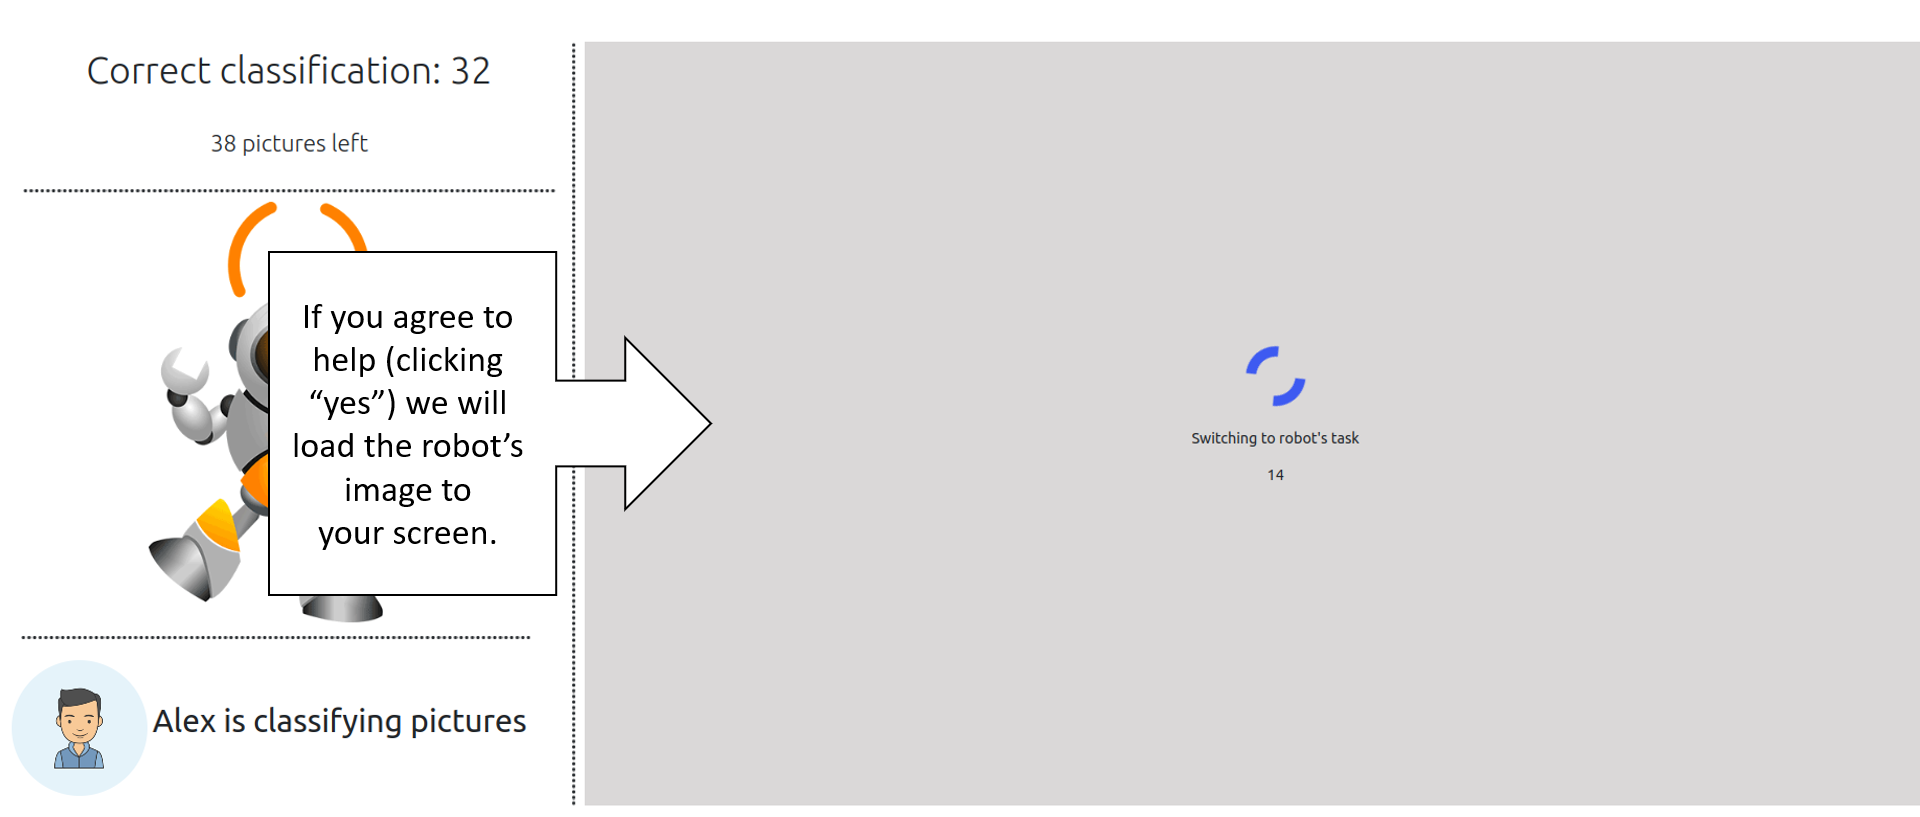 Correct classification: 32
38 pictures left
If you agree to
help (clicking
“yes”) we will
load the robot’s
image to
your screen.
Alex is classifying pictures
Switching to robot's task
14